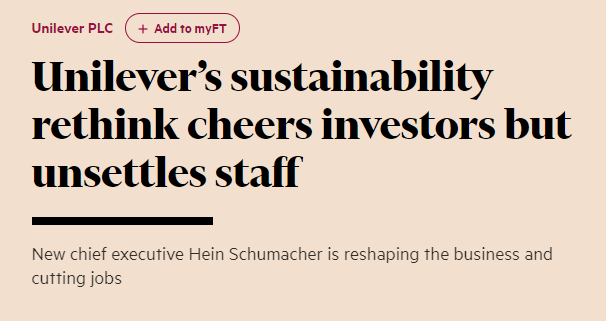 Unilever PLC + Add to myFT
Unilever’s sustainability
rethink cheers investors but
unsettles staff
New chief executive Hein Schumacher is reshaping the business and
cutting jobs